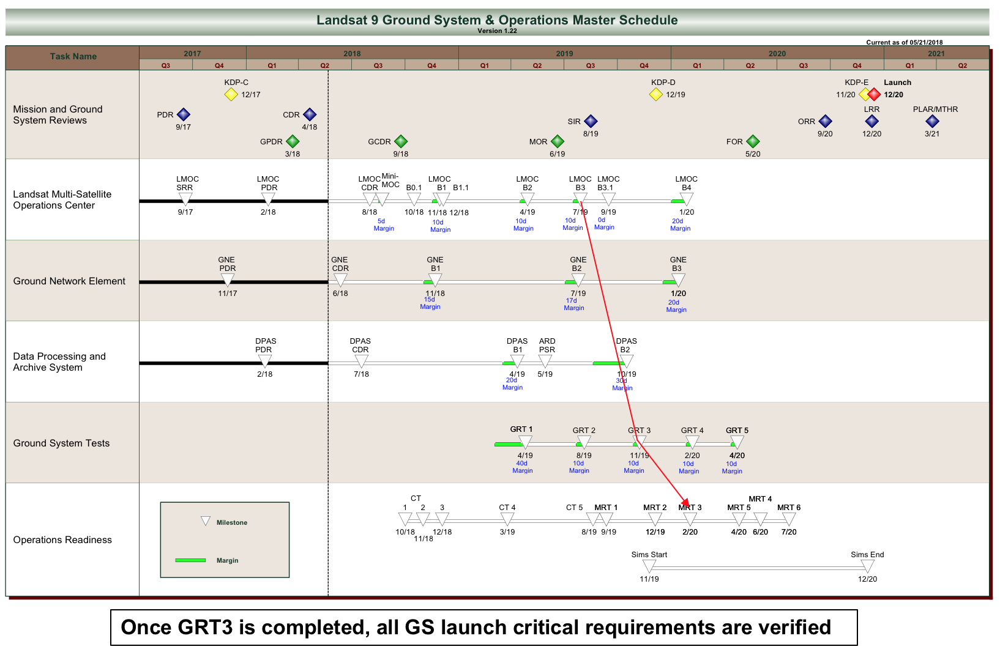 Landsat 9 Ground System & Operations Master Schedule
Version 1.22
Current as of 05/21/2018
Task Name
2017
2018
2019
2020
2021
Q3 Q4 Q1 Q2 Q3 Q4 Q1 Q2 Q3 Q4 Q1 Q2 Q3 Q4 Q1 Q2
Mission and Ground
System Reviews
KDP-C
12/17
KDP-D
12/19
KDP-E
11/20
Launch
12/20
PDR
9/17
CDR
4/18
SIR
8/19
ORR
9/20
LRR
12/20
PLAR/MTHR
3/21
GPDR
3/18
GCDR
9/18
MOR
6/19
FOR
5/20
Landsat Multi-Satellite
Operations Center
LMOC
SRR
9/17
LMOC
PDR
2/18
LMOC
CDR
8/18
Mini-
MOC
5d
Margin
B0.1
10/18
LMOC
B1
11/18
10d
Margin
B1.1
12/18
LMOC
B2
4/19
10d
Margin
LMOC
B3
7/19
10d
Margin
LMOC
B3.1
9/19
0d
Margin
LMOC
B4
1/20
20d
Margin
Ground Network Element
GNE
PDR
11/17
GNE
CDR
6/18
GNE
B1
11/18
15d
Margin
GNE
B2
7/19
17d
Margin
GNE
B3
1/20
20d
Margin
Data Processing and
Archive System
DPAS
PDR
2/18
DPAS
CDR
7/18
DPAS
B1
4/19
20d
Margin
ARD
PSR
5/19
DPAS
B2
10/19
30d
Margin
Ground System Tests
GRT 1
4/19
40d
Margin
GRT 2
8/19
10d
Margin
GRT 3
11/19
10d
Margin
GRT 4
2/20
10d
Margin
GRT 5
4/20
10d
Margin
Operations Readiness
Milestone
Margin
CT
1
10/18
2
11/18
3
12/18
CT 4
3/19
CT 5
8/19
MRT 1
9/19
MRT 2
12/19
MRT 3
2/20
MRT 5
4/20
MRT 4
6/20
MRT 6
7/20
Sims Start
11/19
Sims End
12/20
Once GRT3 is completed, all GS launch critical requirements are verified